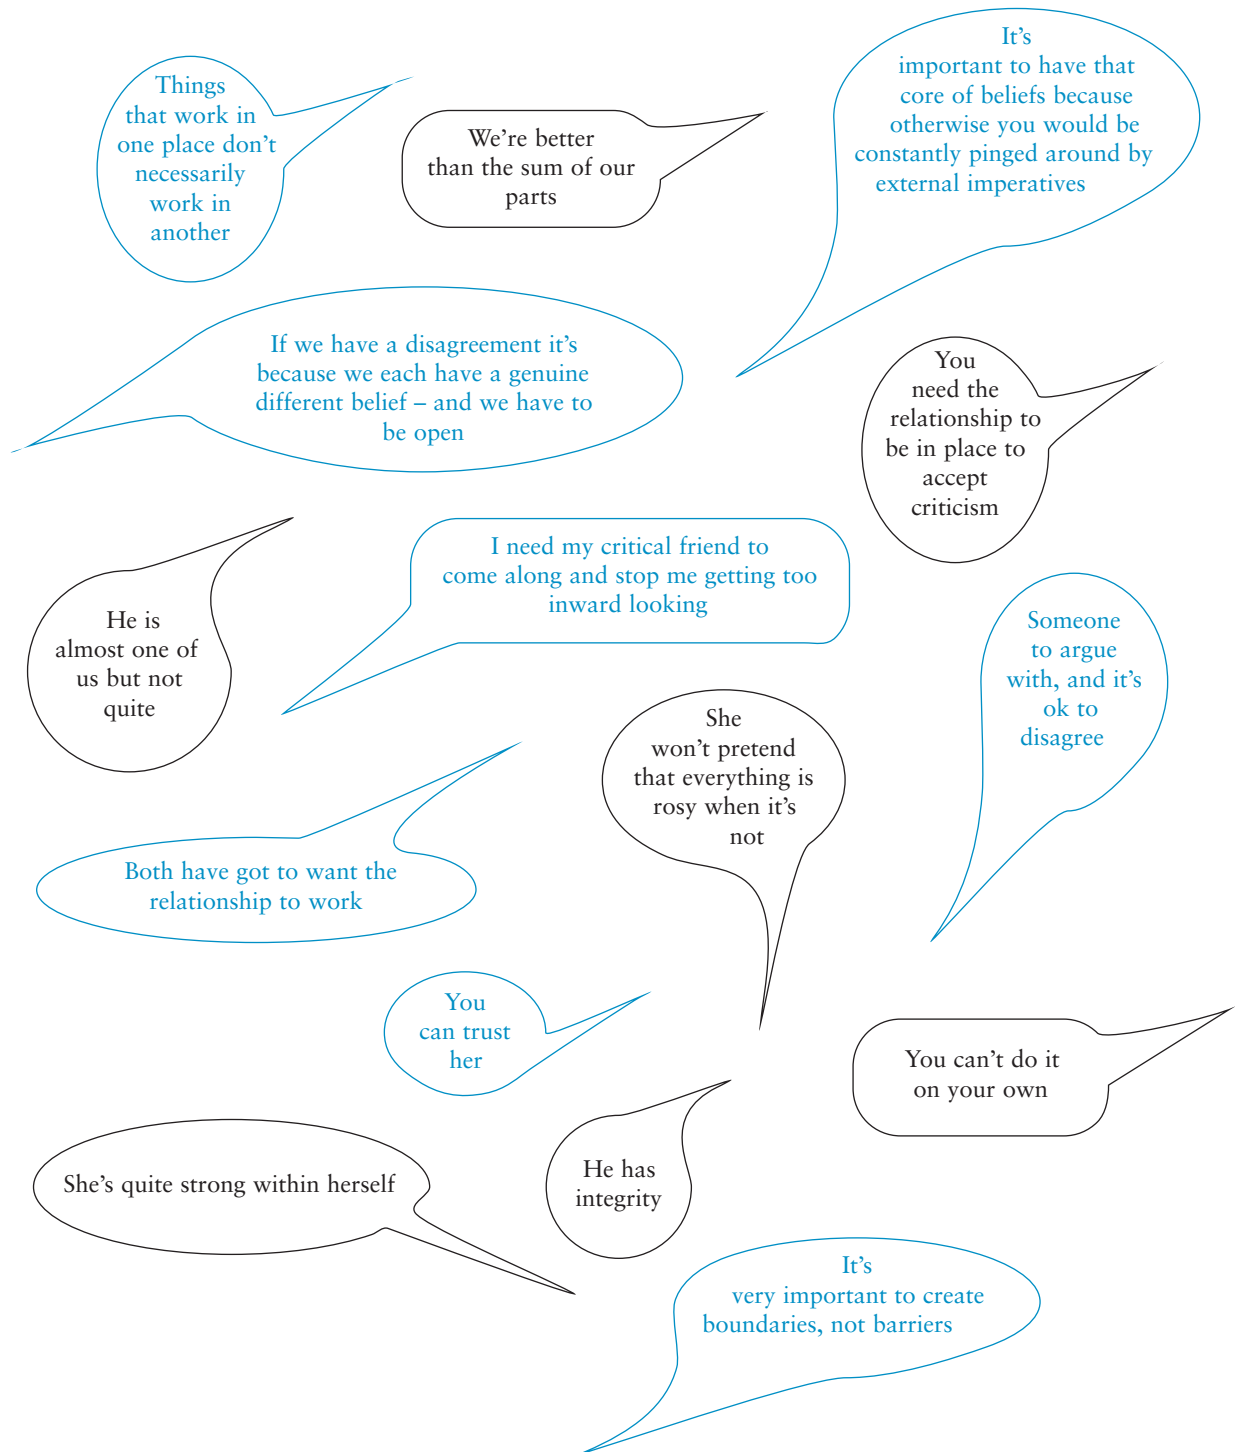 Things
that work in
one place don't
necessarily
work in
another
We're better
than the sum of our
parts
It's
important to have that
core of beliefs because
otherwise you would be
constantly pinged around by
external imperatives
If we have a disagreement it's
because we each have a genuine
different belief – and we have to
be open
You
need the
relationship to
be in place to
accept
criticism
He is
almost one of
us but not
quite
I need my critical friend to
come along and stop me getting too
inward looking
Someone
to argue
with, and it's
ok to
disagree
She
won't pretend
that everything is
rosy when it's
not
Both have got to want the
relationship to work
You
can trust
her
You can't do it
on your own
She's quite strong within herself
He has
integrity
It's
very important to create
boundaries, not barriers